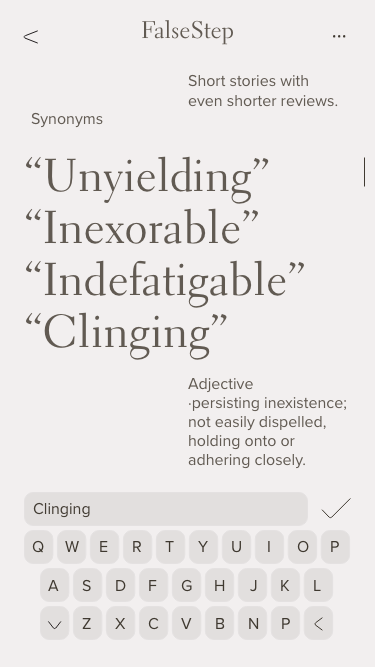 <
FalseStep
...
Short stories with
even shorter reviews.
Synonyms
“Unyielding”
“Inexorable”
“Indefatigable”
“Clinging”
Adjective
·persisting inexistence;
not easily dispelled,
holding onto or
adhering closely.
Clinging
Q W E R T Y U I O P
A S D F G H J K L
Z X C V B N P <